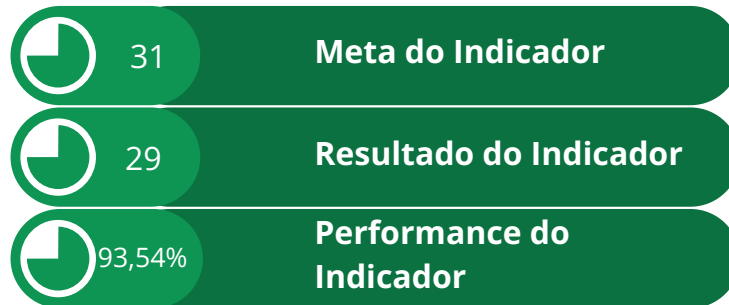 31 Meta do Indicador
29 Resultado do Indicador
93,54% Performance do
Indicador